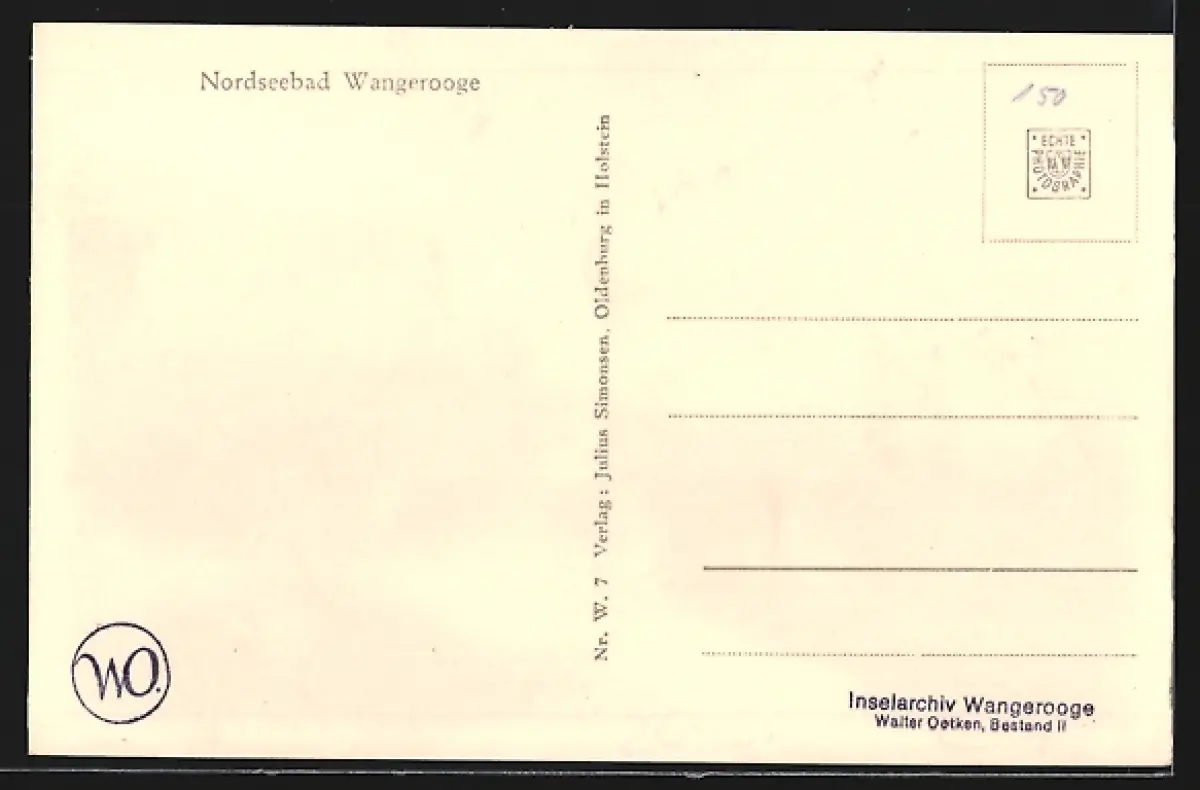 Nordseebad Wangerooge
150
ECHTE
PHOTOGRAPHIE
Nr. W. 7 Verlag: Julius Simonsen, Oldenburg in Holstein
WO.
Inselarchiv Wangerooge
Walter Oetken, Bestand II